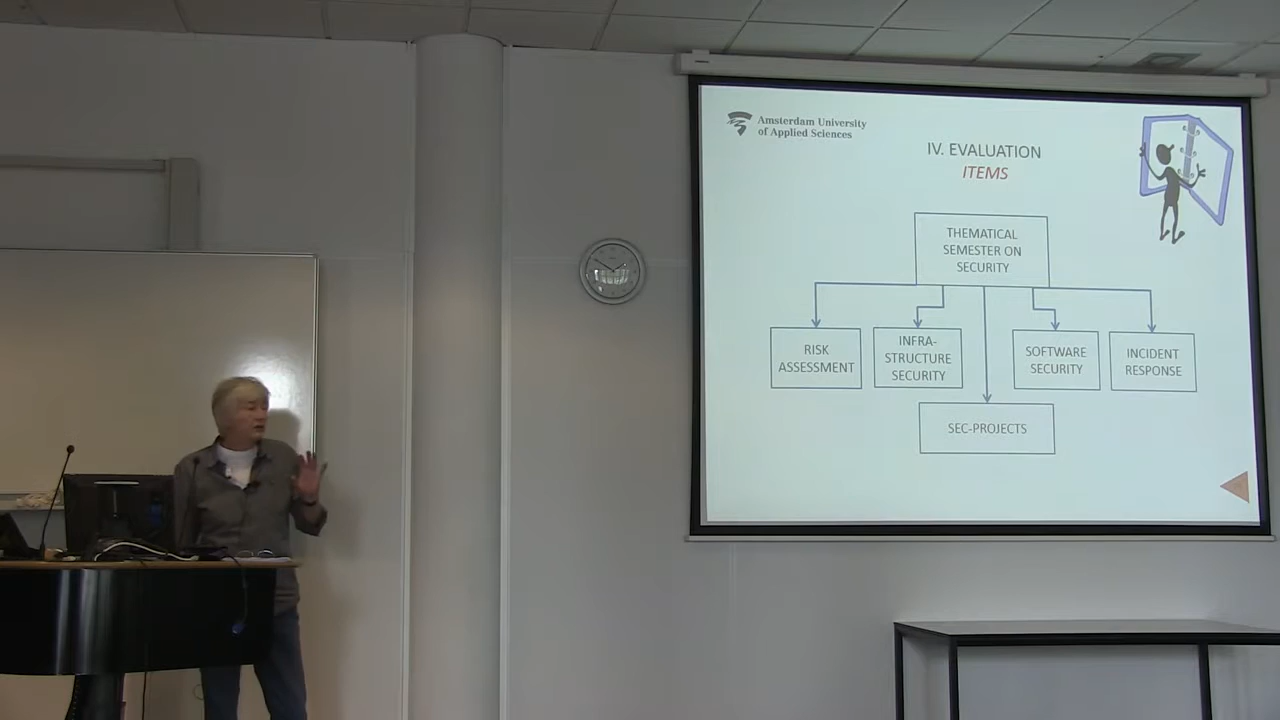 Amsterdam University
of Applied Sciences
IV. EVALUATION
ITEMS
THEMATICAL
SEMESTER ON
SECURITY
RISK
ASSESSMENT
INFRA-
STRUCTURE
SECURITY
SOFTWARE
SECURITY
INCIDENT
RESPONSE
SEC-PROJECTS